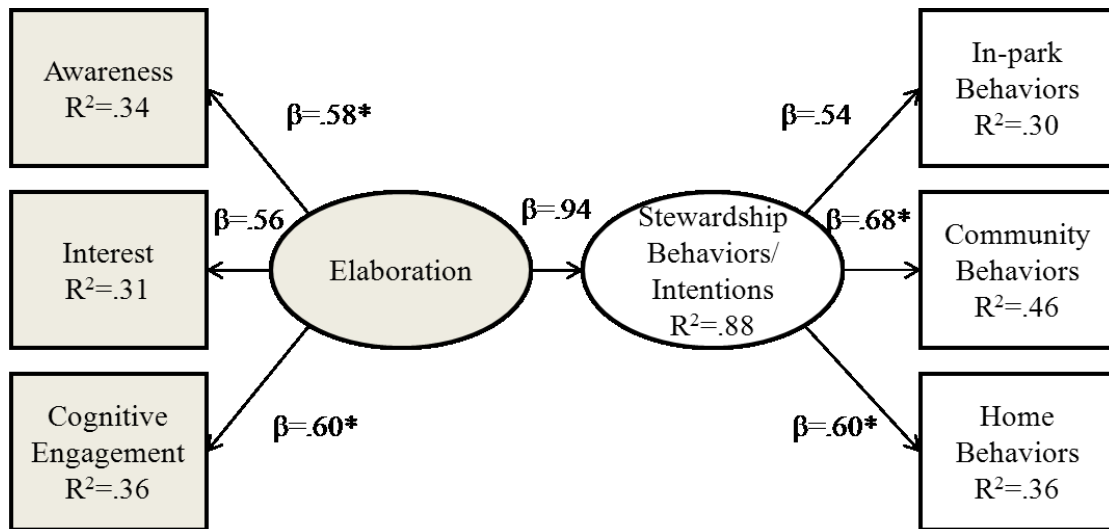 Awareness
R²=.34
β=.58*
Interest
R²=.31
β=.56
Cognitive
Engagement
R²=.36
β=.60*
Elaboration
β=.94
Stewardship
Behaviors/
Intentions
R²=.88
β=.54
In-park
Behaviors
R²=.30
β=.68*
Community
Behaviors
R²=.46
β=.60*
Home
Behaviors
R²=.36